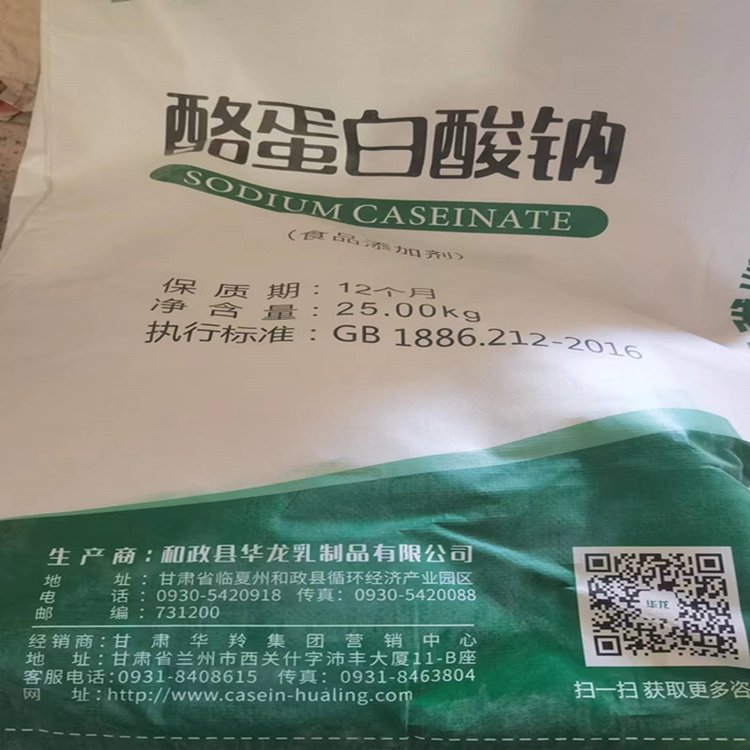 酪蛋白酸钠
SODIUM CASEINATE
(食品添加剂)
保质期：12个月
净含量：25.00kg
执行标准：GB 1886.212-2016
生产商：和政县华龙乳制品有限公司
地址：甘肃省临夏州和政县循环经济产业园区
电话：0930-5420918 传真：0930-5420088
邮编：731200
经销商：甘肃华羚集团营销中心
地址：甘肃省兰州市西关什字沛丰大厦11-B座
客服电话：0931-8408615 传真：0931-8463804
网址：http://www.casein-hualing.com
华龙
扫一扫 获取更多咨